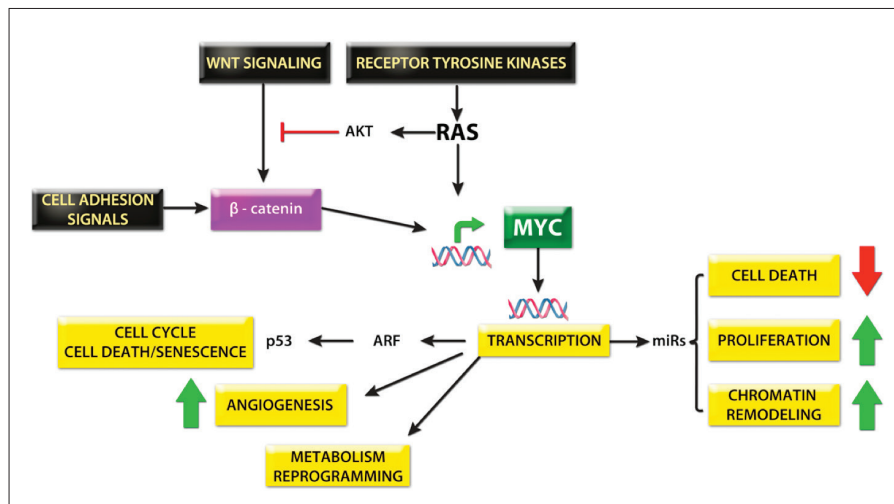 WNT SIGNALING
RECEPTOR TYROSINE KINASES
AKT
RAS
CELL ADHESION
SIGNALS
β - catenin
MYC
CELL DEATH
CELL CYCLE
CELL DEATH/SENESCENCE
p53
ARF
TRANSCRIPTION
miRs
PROLIFERATION
ANGIOGENESIS
CHROMATIN
REMODELING
METABOLISM
REPROGRAMMING